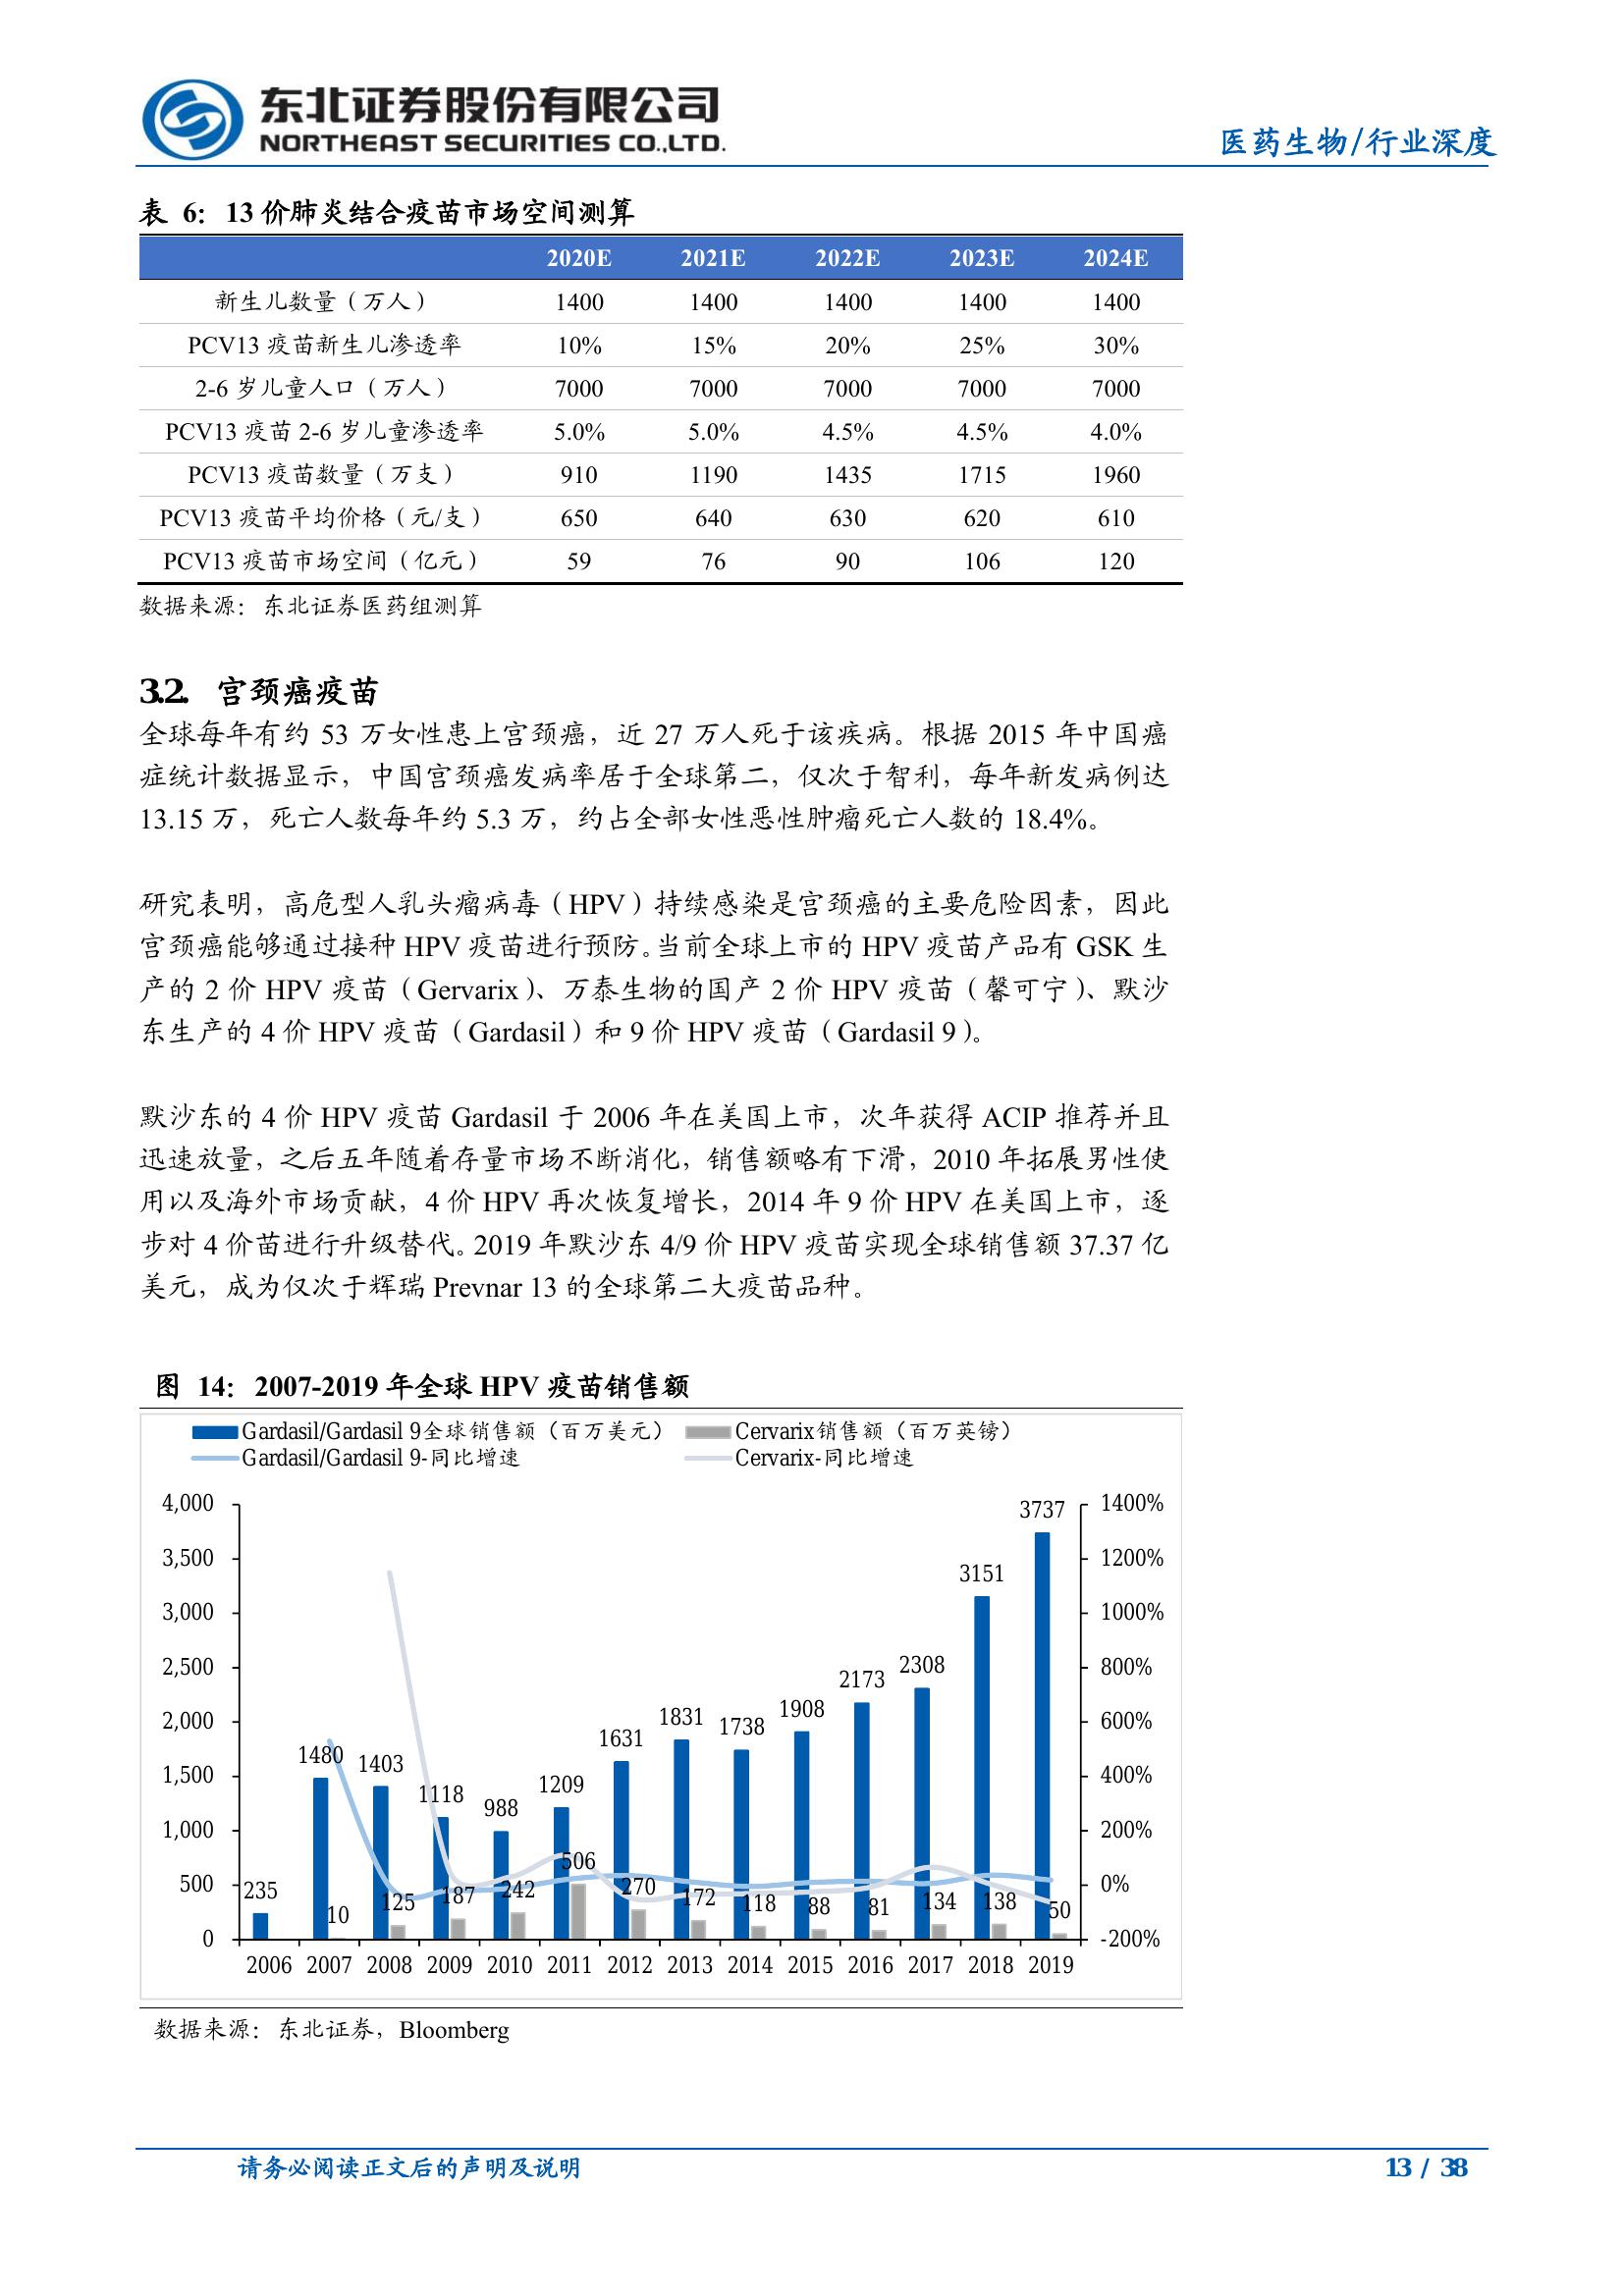 东北证券股份有限公司
NORTHEAST SECURITIES CO.,LTD.
医药生物/行业深度
表 6：13 价肺炎结合疫苗市场空间测算
2020E 2021E 2022E 2023E 2024E
新生儿数量（万人） 1400 1400 1400 1400 1400
PCV13 疫苗新生儿渗透率 10% 15% 20% 25% 30%
2-6 岁儿童人口（万人） 7000 7000 7000 7000 7000
PCV13 疫苗 2-6 岁儿童渗透率 5.0% 5.0% 4.5% 4.5% 4.0%
PCV13 疫苗数量（万支） 910 1190 1435 1715 1960
PCV13 疫苗平均价格（元/支） 650 640 630 620 610
PCV13 疫苗市场空间（亿元） 59 76 90 106 120
数据来源：东北证券医药组测算
3.2. 宫颈癌疫苗
全球每年有约 53 万女性患上宫颈癌，近 27 万人死于该疾病。根据 2015 年中国癌
症统计数据显示，中国宫颈癌发病率居于全球第二，仅次于智利，每年新发病例达
13.15 万，死亡人数每年约 5.3 万，约占全部女性恶性肿瘤死亡人数的 18.4%。
研究表明，高危型人乳头瘤病毒（HPV）持续感染是宫颈癌的主要危险因素，因此
宫颈癌能够通过接种 HPV 疫苗进行预防。当前全球上市的 HPV 疫苗产品有 GSK 生
产的 2 价 HPV 疫苗（Gervarix）、万泰生物的国产 2 价 HPV 疫苗（馨可宁）、默沙
东生产的 4 价 HPV 疫苗（Gardasil）和 9 价 HPV 疫苗（Gardasil 9）。
默沙东的 4 价 HPV 疫苗 Gardasil 于 2006 年在美国上市，次年获得 ACIP 推荐并且
迅速放量，之后五年随着存量市场不断消化，销售额略有下滑，2010 年拓展男性使
用以及海外市场贡献，4 价 HPV 再次恢复增长，2014 年 9 价 HPV 在美国上市，逐
步对 4 价苗进行升级替代。2019 年默沙东 4/9 价 HPV 疫苗实现全球销售额 37.37 亿
美元，成为仅次于辉瑞 Prevnar 13 的全球第二大疫苗品种。
图 14：2007-2019 年全球 HPV 疫苗销售额
Gardasil/Gardasil 9全球销售额（百万美元） Cervarix销售额（百万英镑）
Gardasil/Gardasil 9-同比增速 Cervarix-同比增速
4,000 3737 1400%
3,500 3151 1200%
3,000 1000%
2,500 2173 2308 800%
2,000 1631 1831 1738 1908 600%
1,500 1480 1403 1118 1209 400%
1,000 988 200%
500 235 506 0%
10 125 187 242 270 172 118 88 81 134 138 50
0 -200%
2006 2007 2008 2009 2010 2011 2012 2013 2014 2015 2016 2017 2018 2019
数据来源：东北证券，Bloomberg
请务必阅读正文后的声明及说明
13 / 38